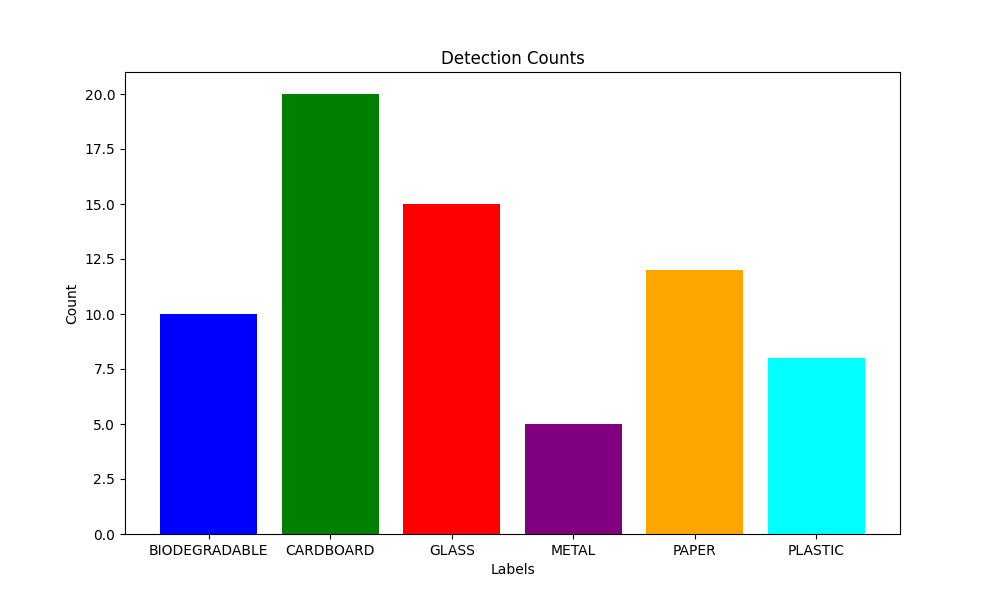 Detection Counts
20.0
17.5
15.0
12.5
10.0
7.5
5.0
2.5
0.0
Count
BIODEGRADABLE CARDBOARD GLASS METAL PAPER PLASTIC
Labels